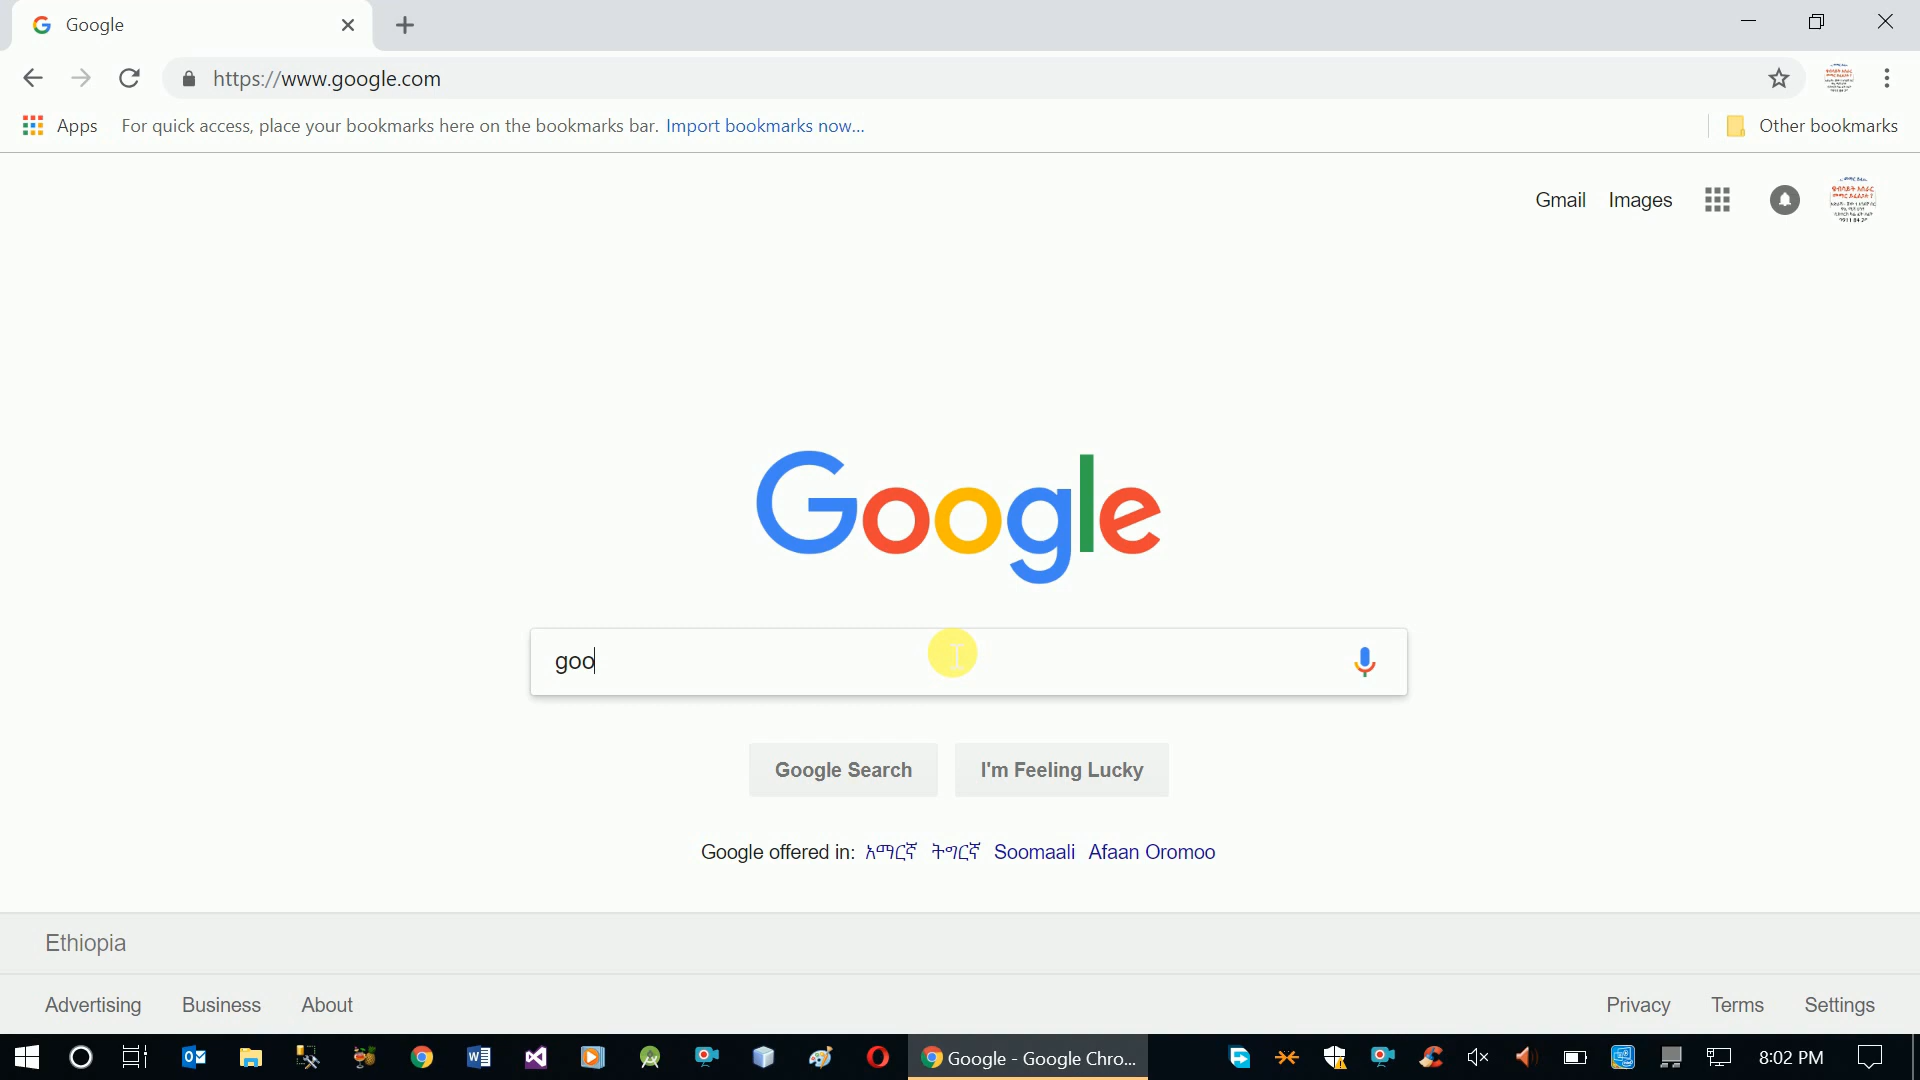 Google
https://www.google.com
Apps For quick access, place your bookmarks here on the bookmarks bar. Import bookmarks now... Other bookmarks
Gmail Images
Google
goo
Google Search I'm Feeling Lucky
Google offered in: አማርኛ ትግርኛ Soomaali Afaan Oromoo
Ethiopia
Advertising Business About Privacy Terms Settings
Google - Google Chro... 8:02 PM